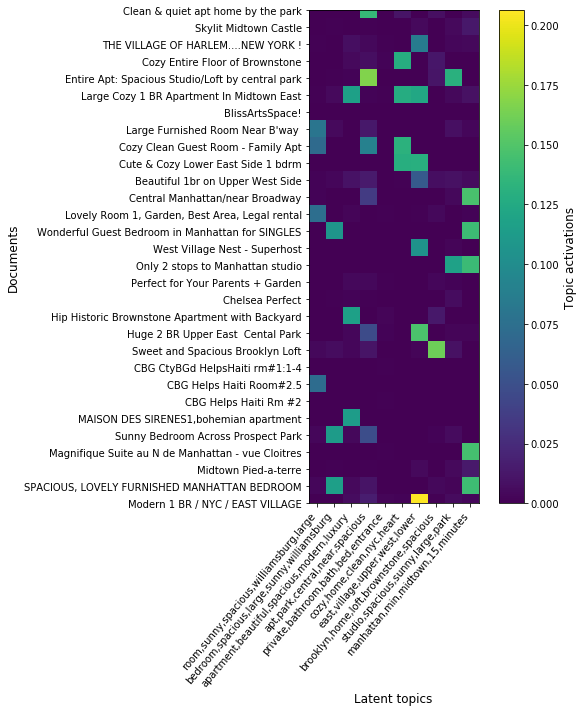 Clean & quiet apt home by the park
Skylit Midtown Castle
THE VILLAGE OF HARLEM....NEW YORK !
Cozy Entire Floor of Brownstone
Entire Apt: Spacious Studio/Loft by central park
Large Cozy 1 BR Apartment In Midtown East
BlissArtsSpace!
Large Furnished Room Near B'way
Cozy Clean Guest Room - Family Apt
Cute & Cozy Lower East Side 1 bdrm
Beautiful 1br on Upper West Side
Central Manhattan/near Broadway
Lovely Room 1, Garden, Best Area, Legal rental
Wonderful Guest Bedroom in Manhattan for SINGLES
West Village Nest - Superhost
Only 2 stops to Manhattan studio
Perfect for Your Parents + Garden
Chelsea Perfect
Hip Historic Brownstone Apartment with Backyard
Huge 2 BR Upper East  Cental Park
Sweet and Spacious Brooklyn Loft
CBG CtyBGd HelpsHaiti rm#1:1-4
CBG Helps Haiti Room#2.5
CBG Helps Haiti Rm #2
MAISON DES SIRENES1,bohemian apartment
Sunny Bedroom Across Prospect Park
Magnifique Suite au N de Manhattan - vue Cloitres
Midtown Pied-a-terre
SPACIOUS, LOVELY FURNISHED MANHATTAN BEDROOM
Modern 1 BR / NYC / EAST VILLAGE
Documents
room,sunny,spacious,williamsburg,large
bedroom,spacious,large,sunny,williamsburg
apartment,beautiful,spacious,modern,luxury
apt,park,central,near,spacious
private,bathroom,bath,bed,entrance
cozy,home,clean,nyc,heart
east,village,upper,west,lower
brooklyn,home,loft,brownstone,spacious
studio,spacious,sunny,large,park
manhattan,min,midtown,15,minutes
Latent topics
0.200
0.175
0.150
0.125
0.100
0.075
0.050
0.025
0.000
Topic activations